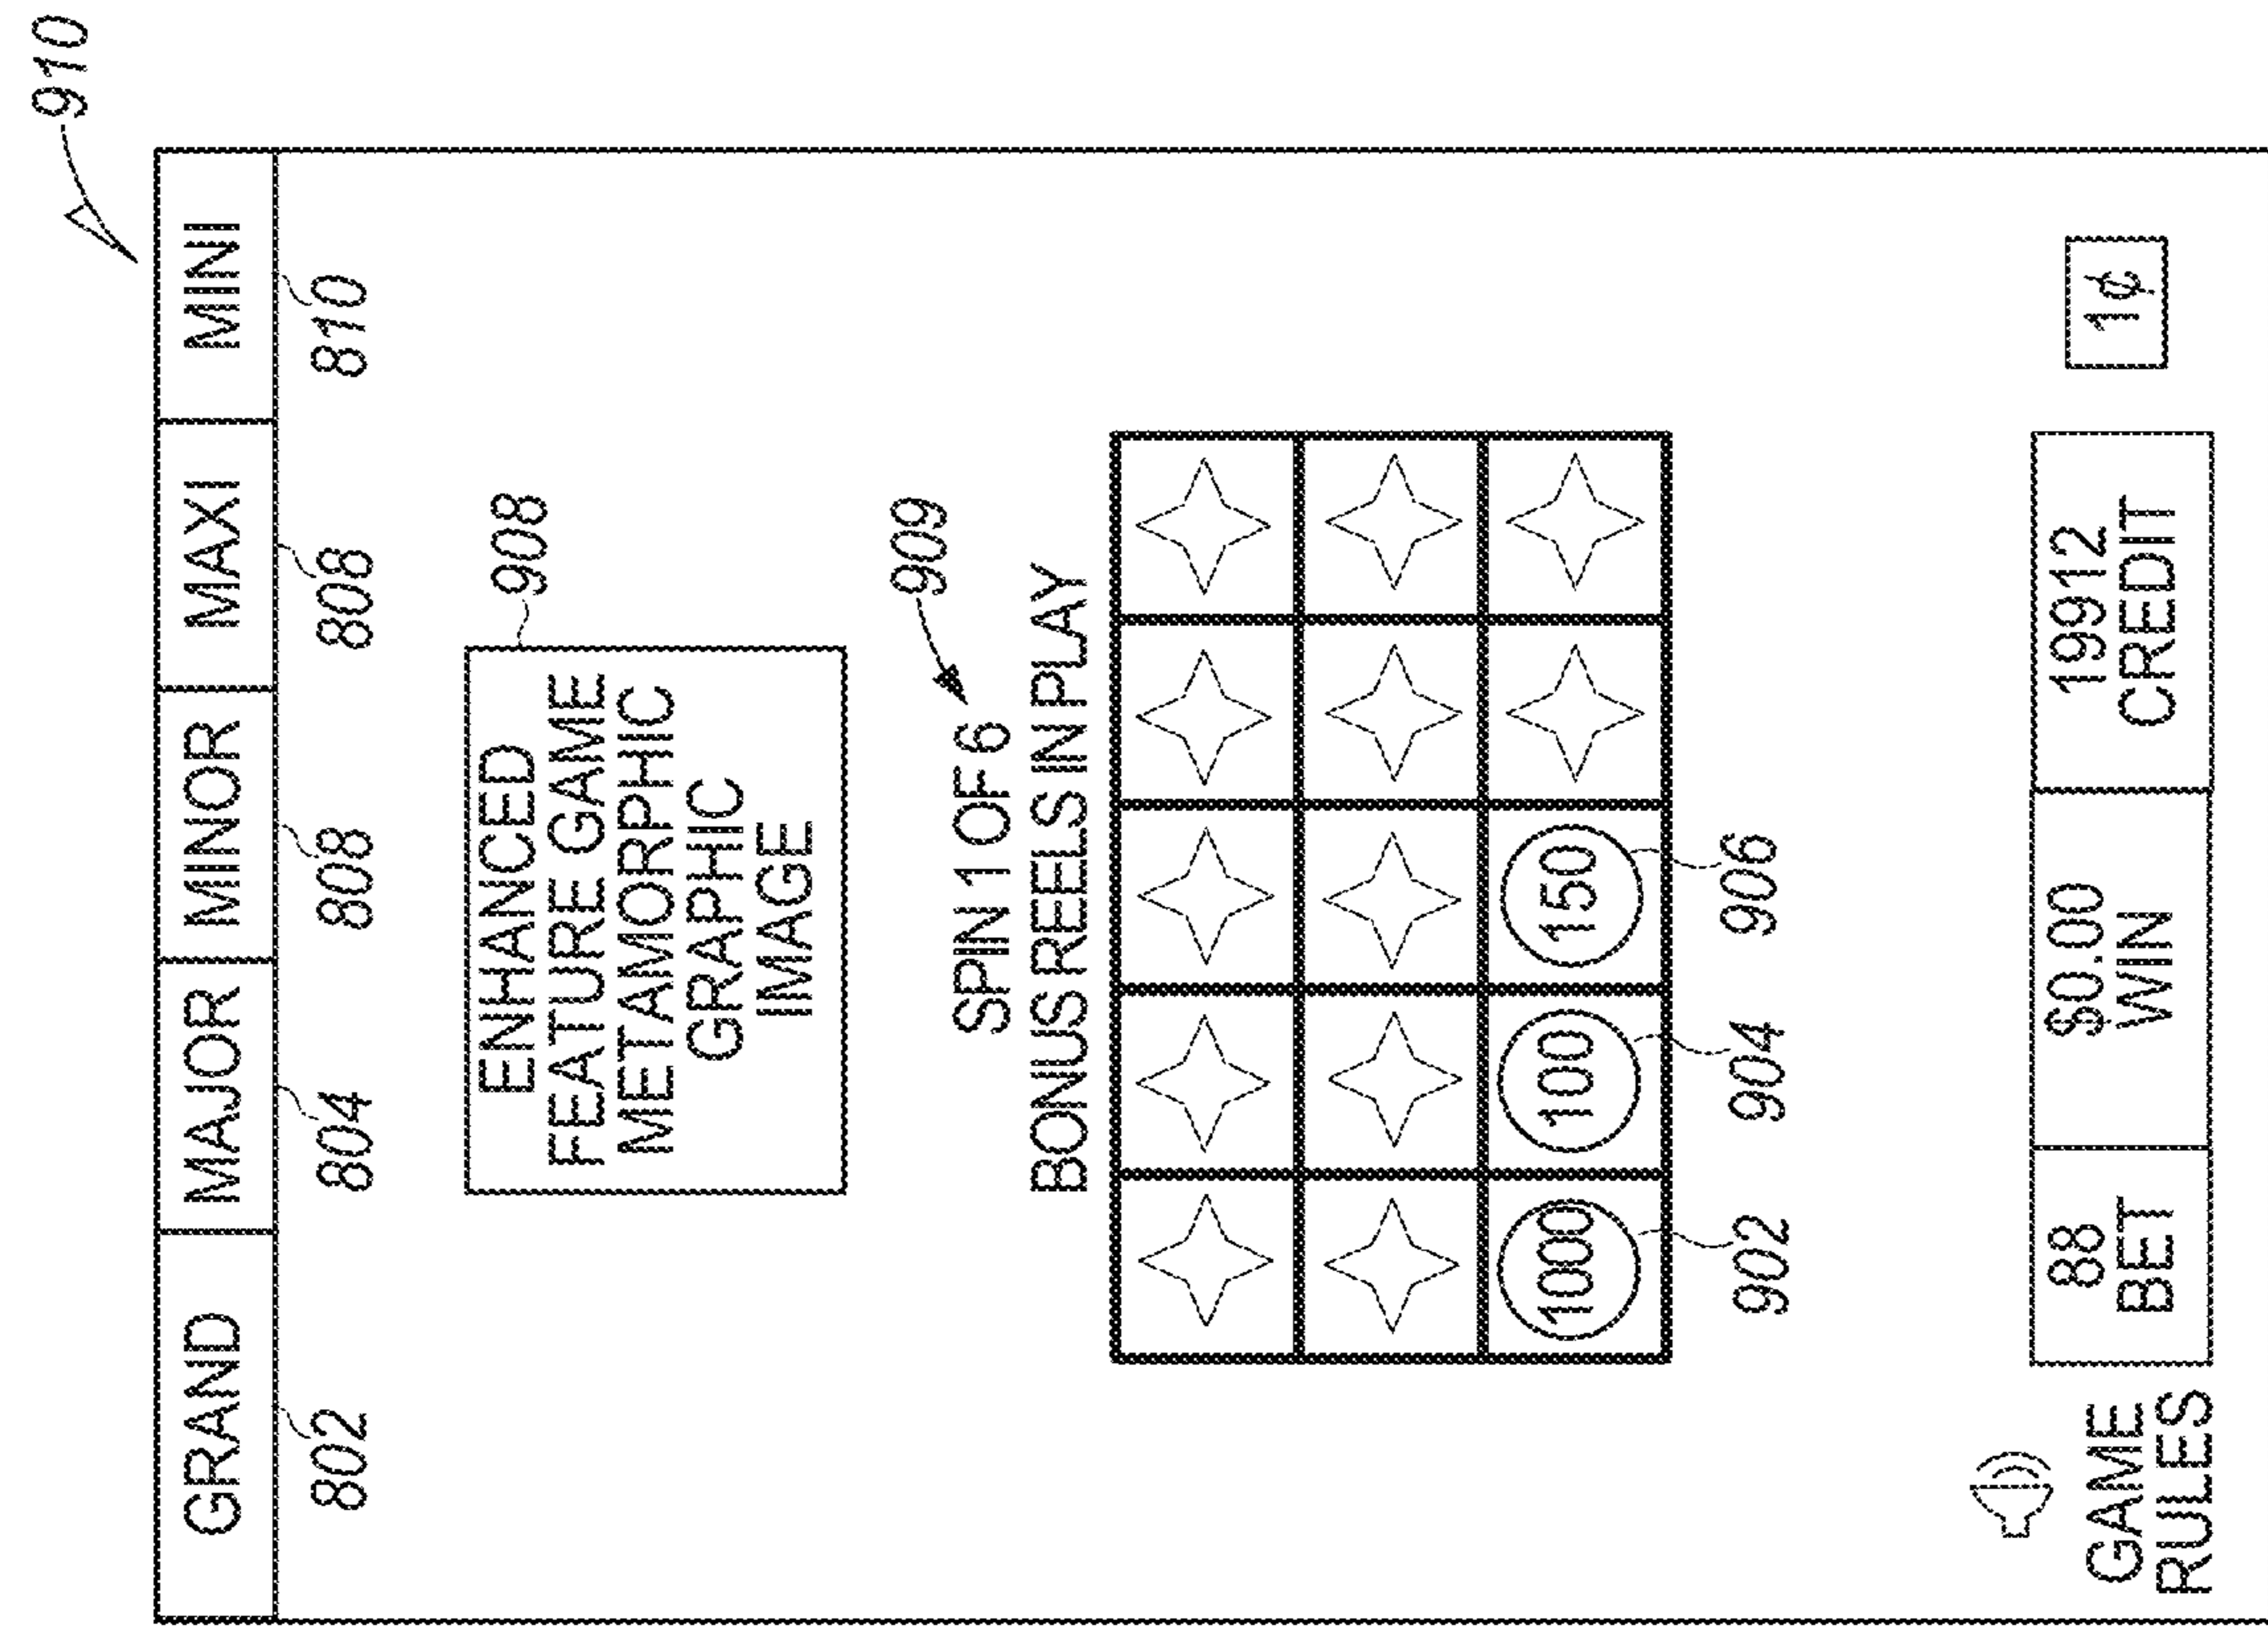 910
GRAND MAJOR MINOR MAXI MINI
802 804 808 808 810
ENHANCED
FEATURE GAME
METAMORPHIC
GRAPHIC
IMAGE
908
SPIN 1 OF 6
909
BONUS REELS IN PLAY
1000 100 150
902 904 906
GAME
RULES
88
BET
$0.00
WIN
19912
CREDIT
1¢